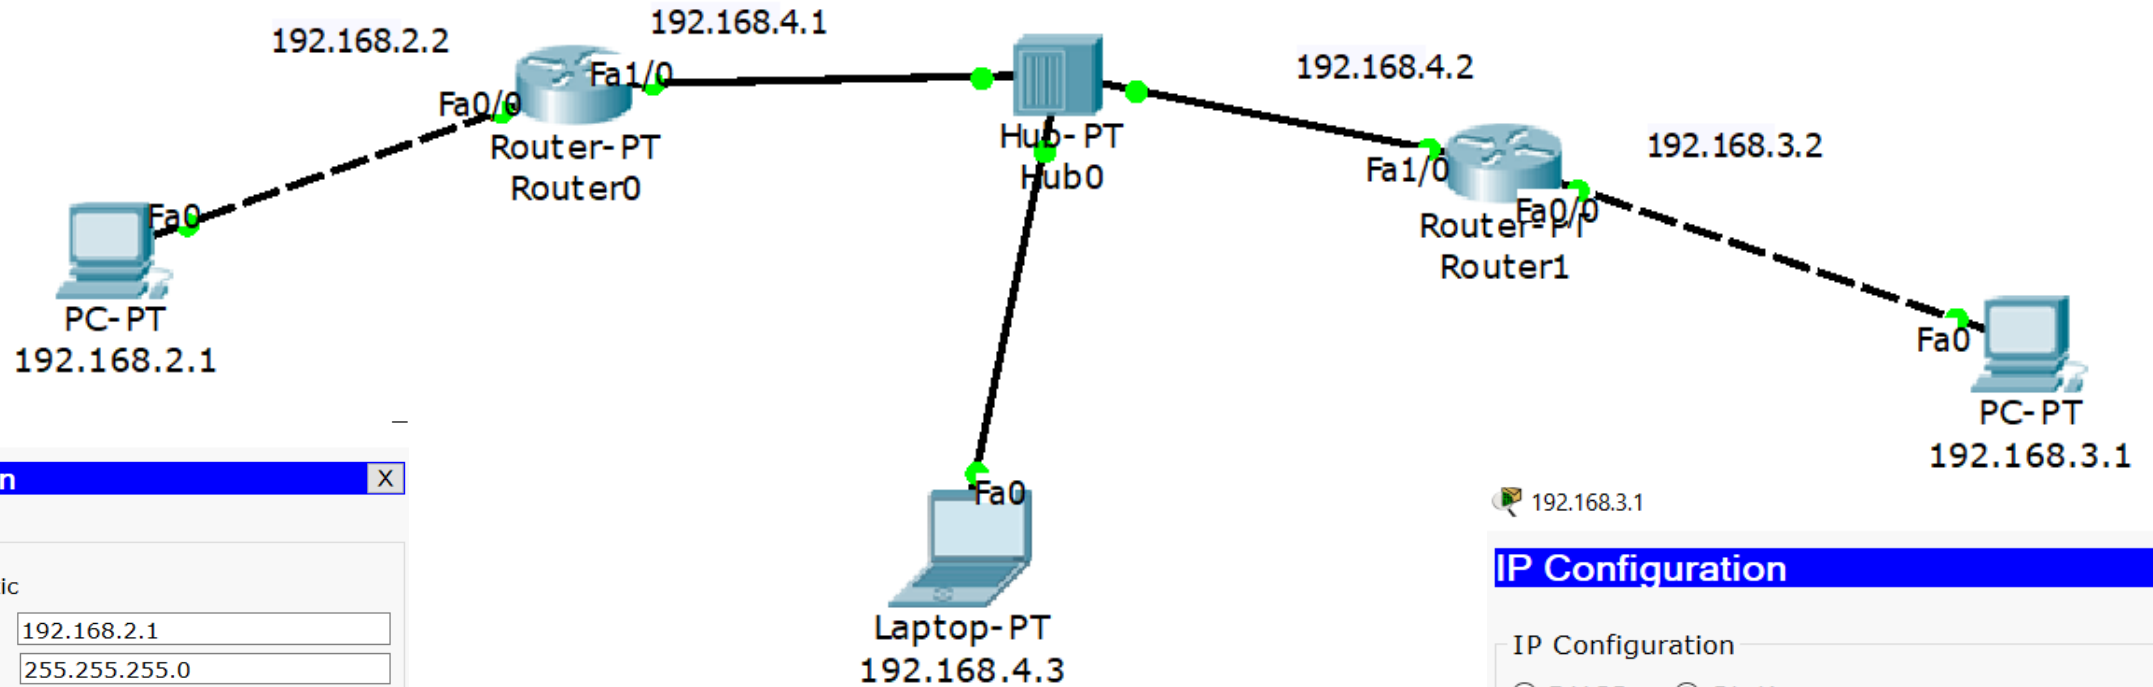 192.168.2.2
192.168.4.1
192.168.4.2
192.168.3.2
Fa0/0
Fa1/0
Router-PT
Router0
Hub-PT
Hub0
Fa1/0
Fa0/0
Router-PT
Router1
Fa0
PC-PT
192.168.2.1
Fa0
PC-PT
192.168.3.1
Fa0
Laptop-PT
192.168.4.3
n
X
ic
192.168.2.1
255.255.255.0
192.168.3.1
IP Configuration
IP Configuration